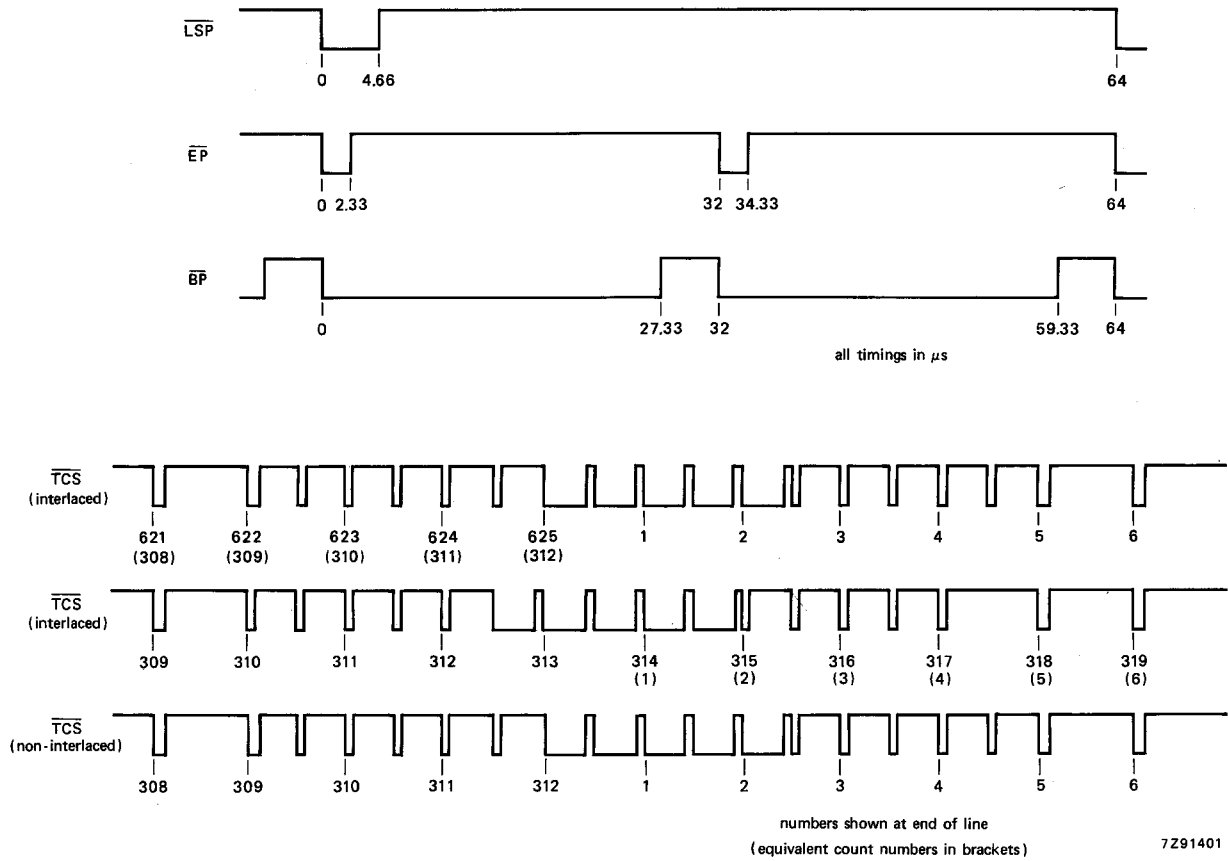 LSP
0 4.66 64
EP
0 2.33 32 34.33 64
BP
0 27.33 32 59.33 64
all timings in μs
TCS
(interlaced)
621 622 623 624 625 1 2 3 4 5 6
(308) (309) (310) (311) (312)
TCS
(interlaced)
309 310 311 312 313 314 315 316 317 318 319
(1) (2) (3) (4) (5) (6)
TCS
(non-interlaced)
308 309 310 311 312 1 2 3 4 5 6
numbers shown at end of line
(equivalent count numbers in brackets)
7Z91401